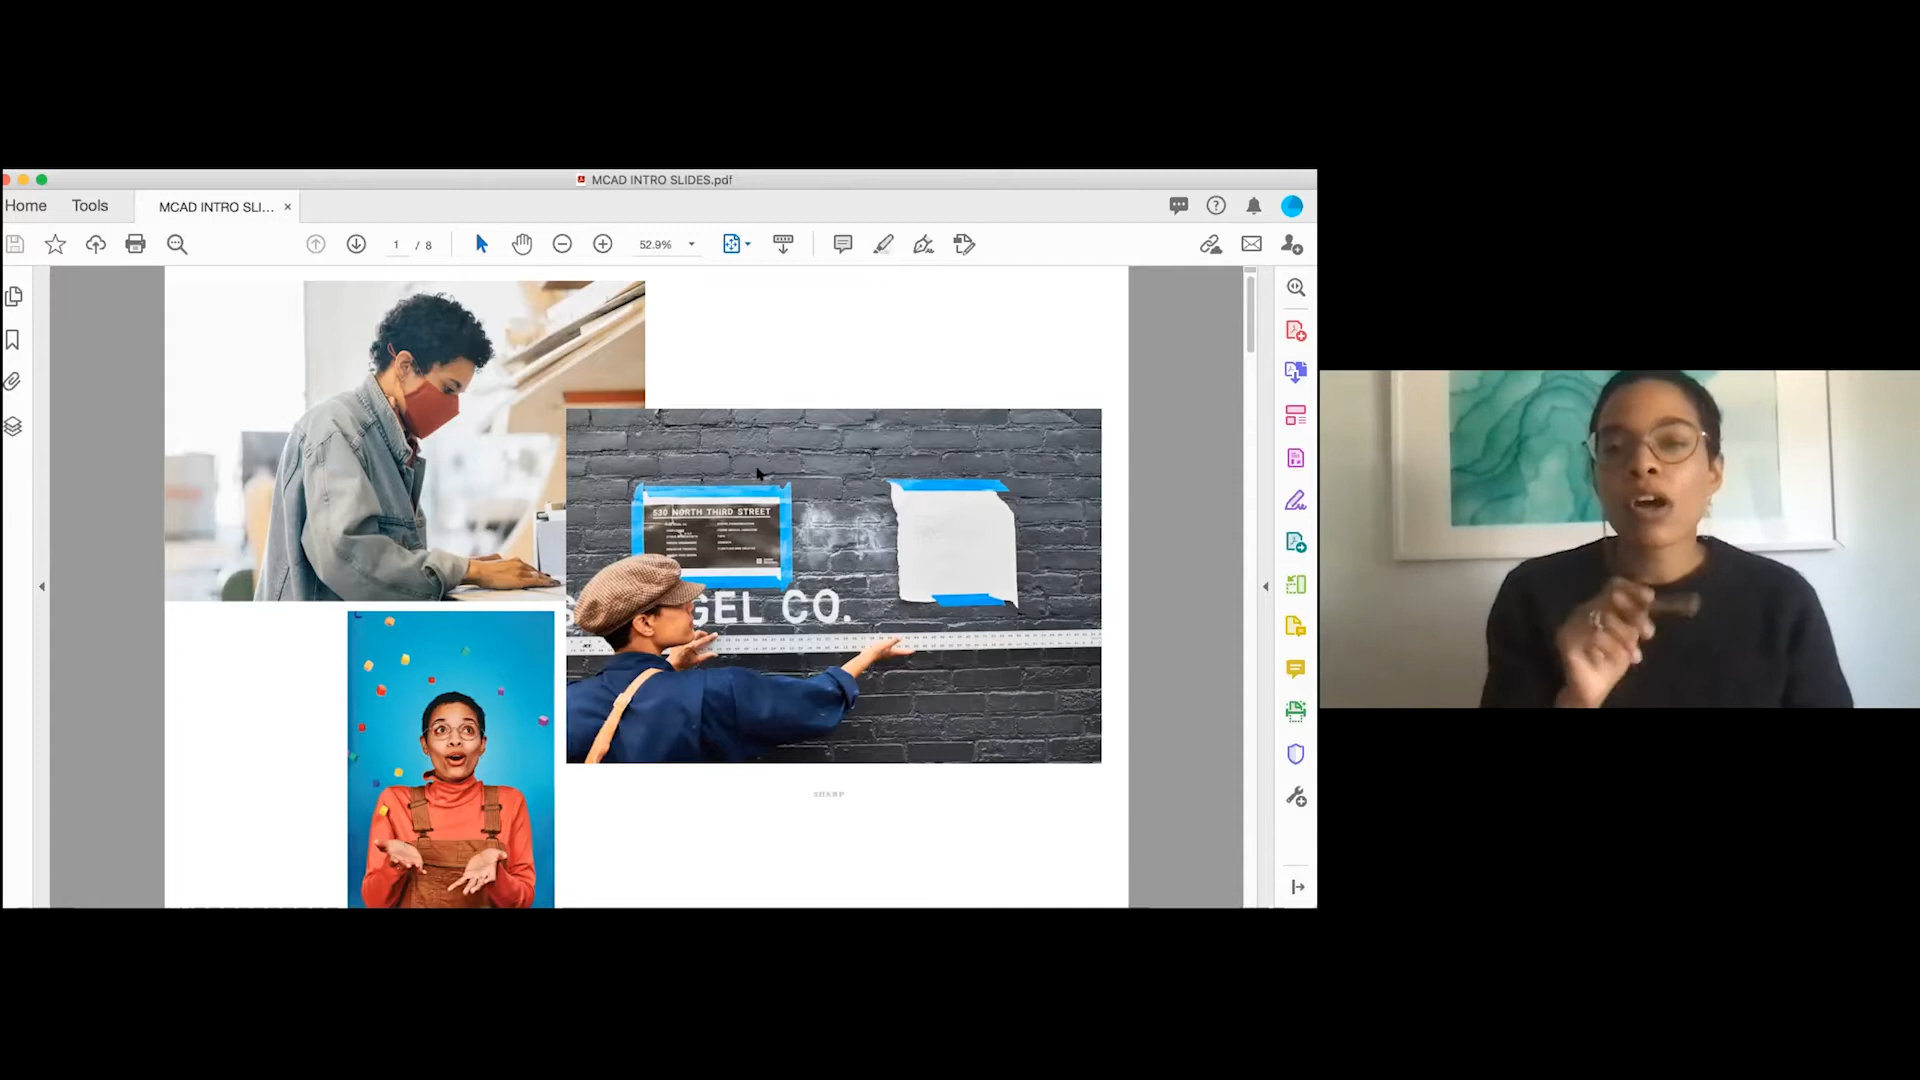 MCAD INTRO SLIDES.pdf
Home
Tools
MCAD INTRO SLI... ×
1 / 8
52.9%
530 NORTH THIRD STREET
GEL CO.
SHARP